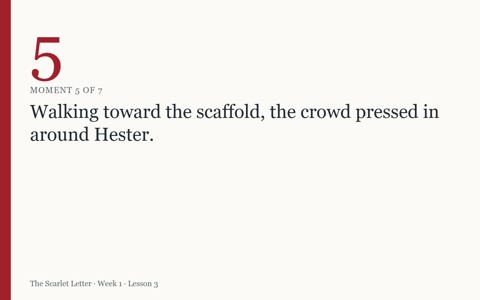 5
MOMENT 5 OF 7
Walking toward the scaffold, the crowd pressed in
around Hester.
The Scarlet Letter · Week 1 · Lesson 3